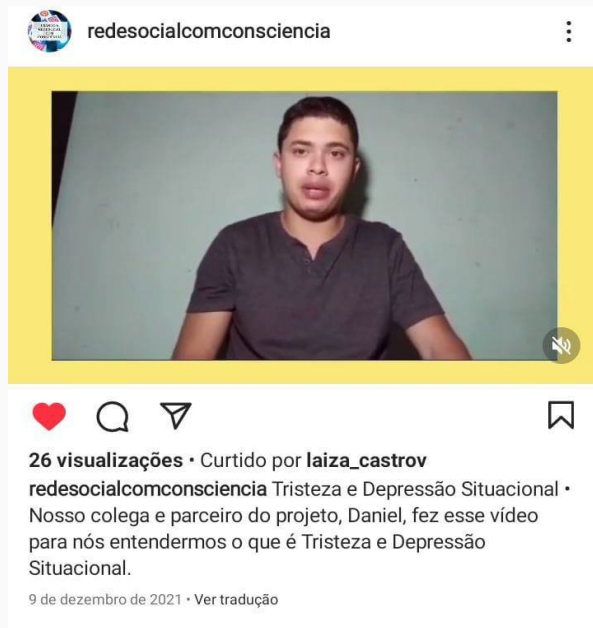 redesocialcomconsciencia
26 visualizações • Curtido por laiza_castrov
redesocialcomconsciencia Tristeza e Depressão Situacional •
Nosso colega e parceiro do projeto, Daniel, fez esse vídeo
para nós entendermos o que é Tristeza e Depressão
Situacional.
9 de dezembro de 2021 • Ver tradução